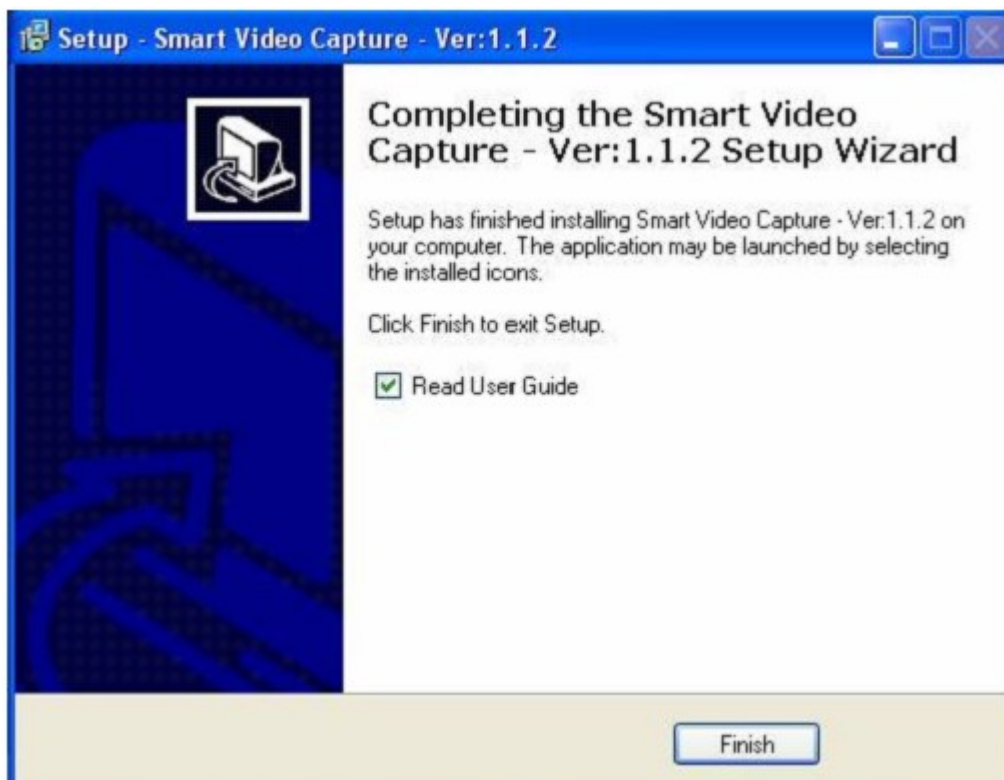 Setup - Smart Video Capture - Ver:1.1.2
Completing the Smart Video
Capture - Ver:1.1.2 Setup Wizard
Setup has finished installing Smart Video Capture - Ver:1.1.2 on
your computer. The application may be launched by selecting
the installed icons.
Click Finish to exit Setup.
Read User Guide
Finish